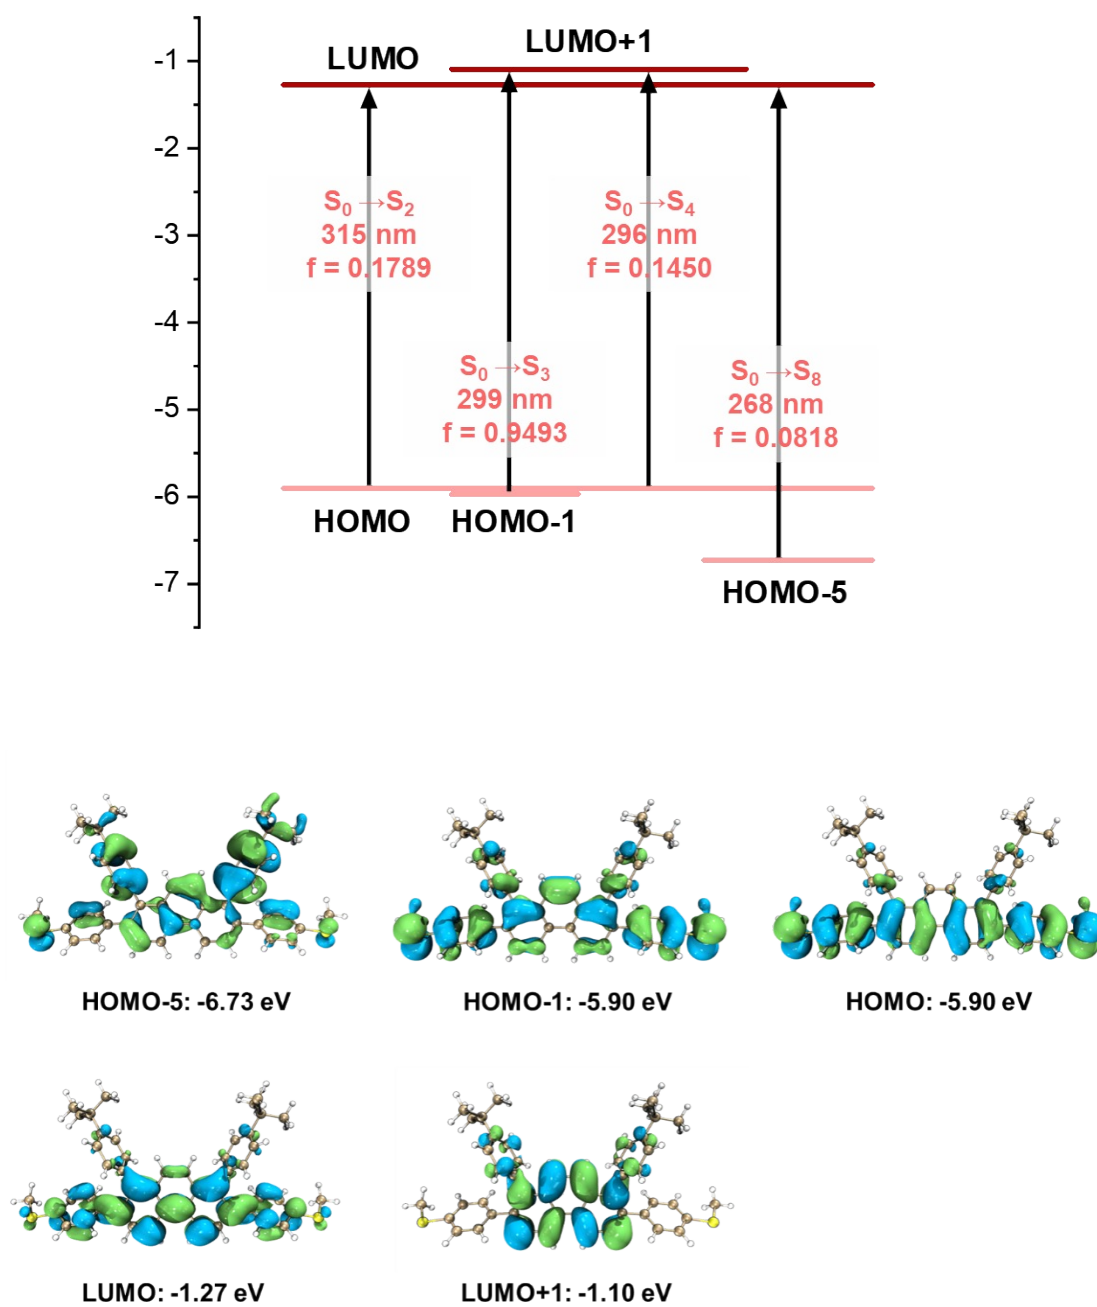 LUMO
LUMO+1
-1
-2
-3
-4
-5
-6
-7
S₀→S₂
315 nm
f = 0.1789
S₀→S₄
296 nm
f = 0.1450
S₀→S₃
299 nm
f = 0.9493
S₀→S₈
268 nm
f = 0.0818
HOMO
HOMO-1
HOMO-5
HOMO-5: -6.73 eV
HOMO-1: -5.90 eV
HOMO: -5.90 eV
LUMO: -1.27 eV
LUMO+1: -1.10 eV